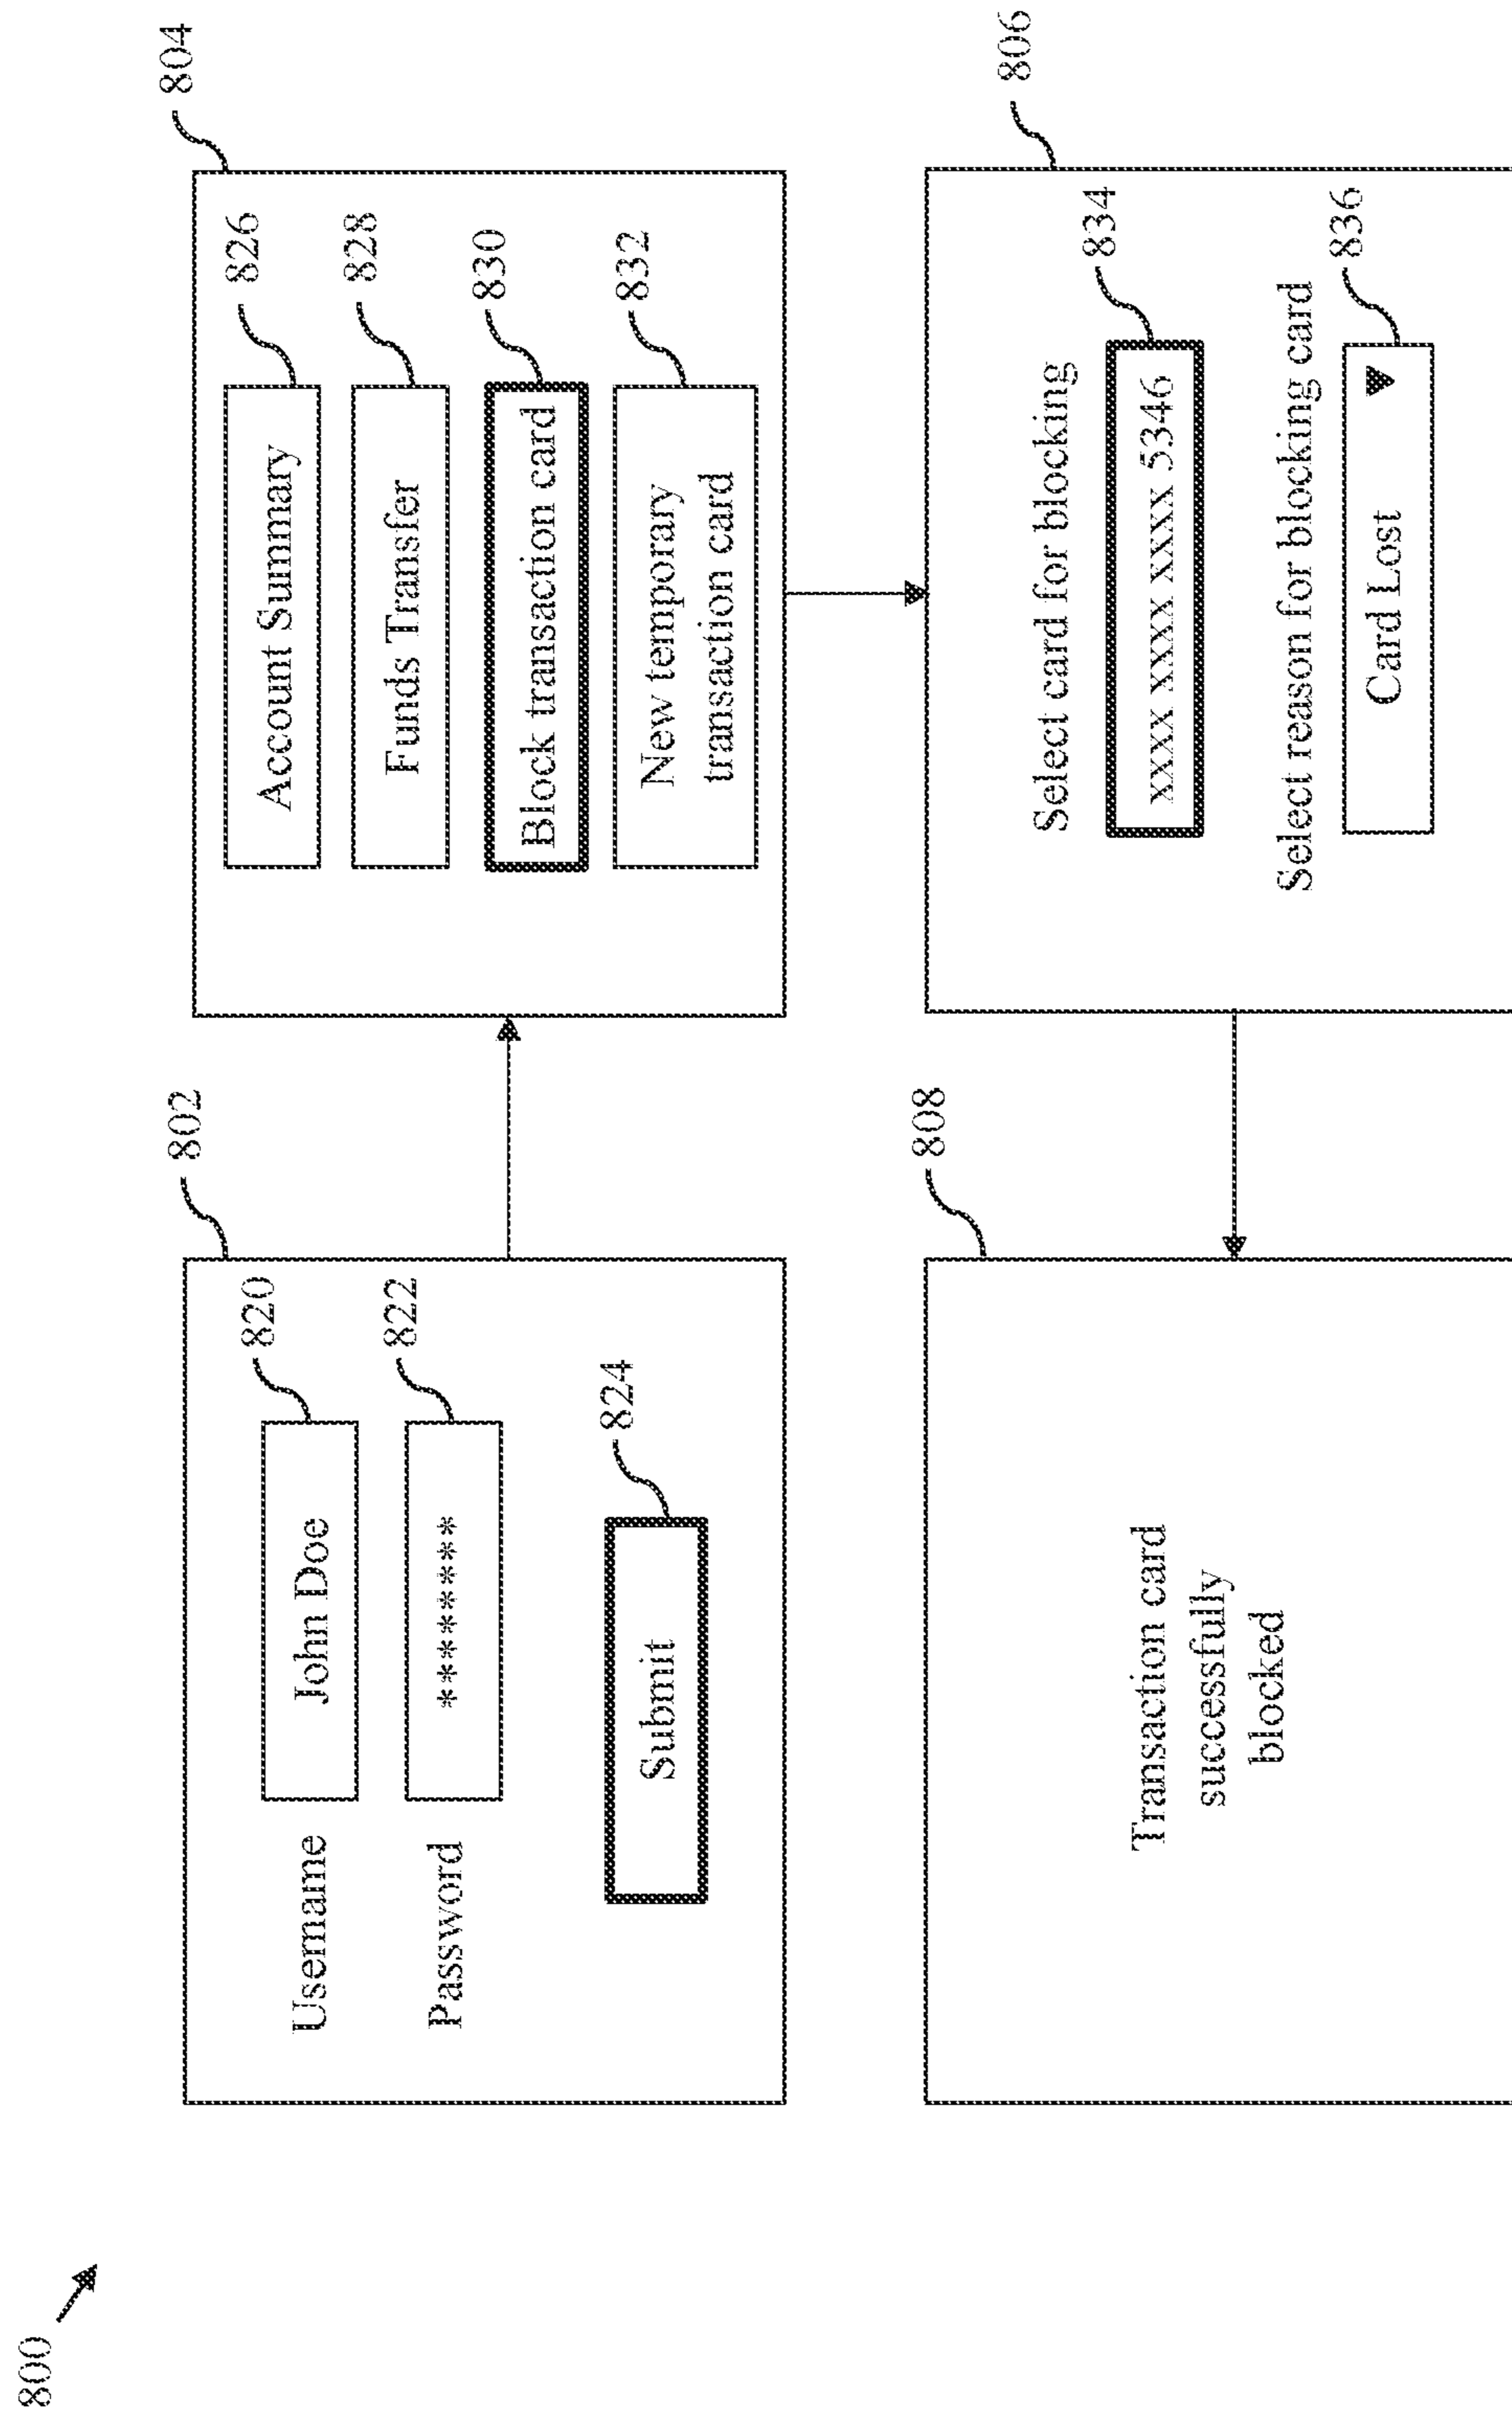 800
802
Username
John Doe
820
Password
********
822
Submit
824
804
Account Summary
826
Funds Transfer
828
Block transaction card
830
New temporary
transaction card
832
806
Select card for blocking
xxxx xxxx xxxx 5346
834
Select reason for blocking card
Card Lost
836
808
Transaction card
successfully
blocked